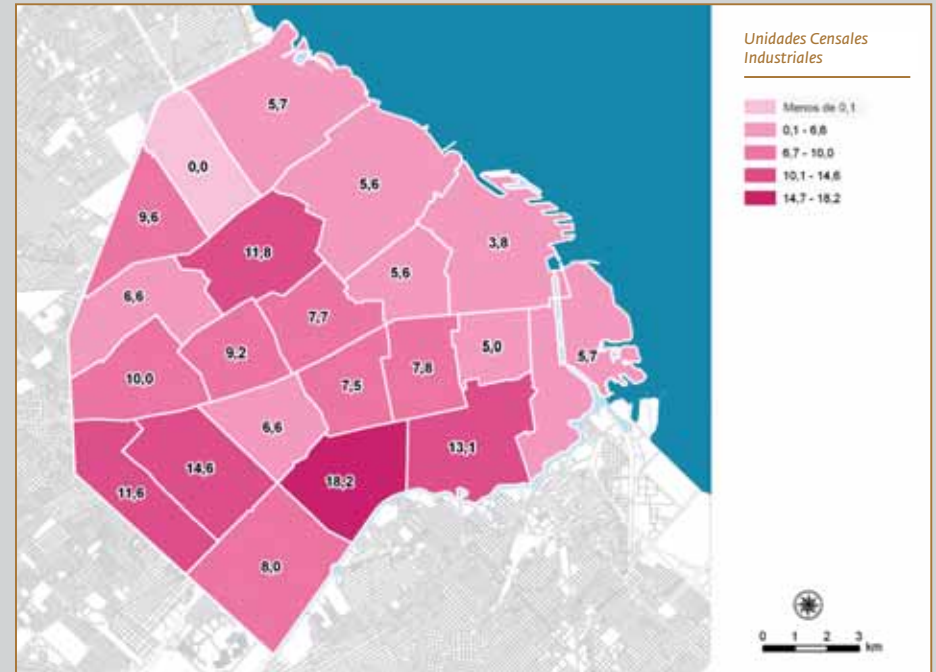 Unidades Censales
Industriales
Menos de 0,1
0,1 - 6,6
6,7 - 10,0
10,1 - 14,6
14,7 - 18,2
5,7
0,0
5,6
9,6
3,8
11,8
5,6
6,6
7,7
5,0
9,2
5,7
7,8
10,0
7,5
6,6
13,1
14,6
18,2
11,6
8,0
0 1 2 3
km